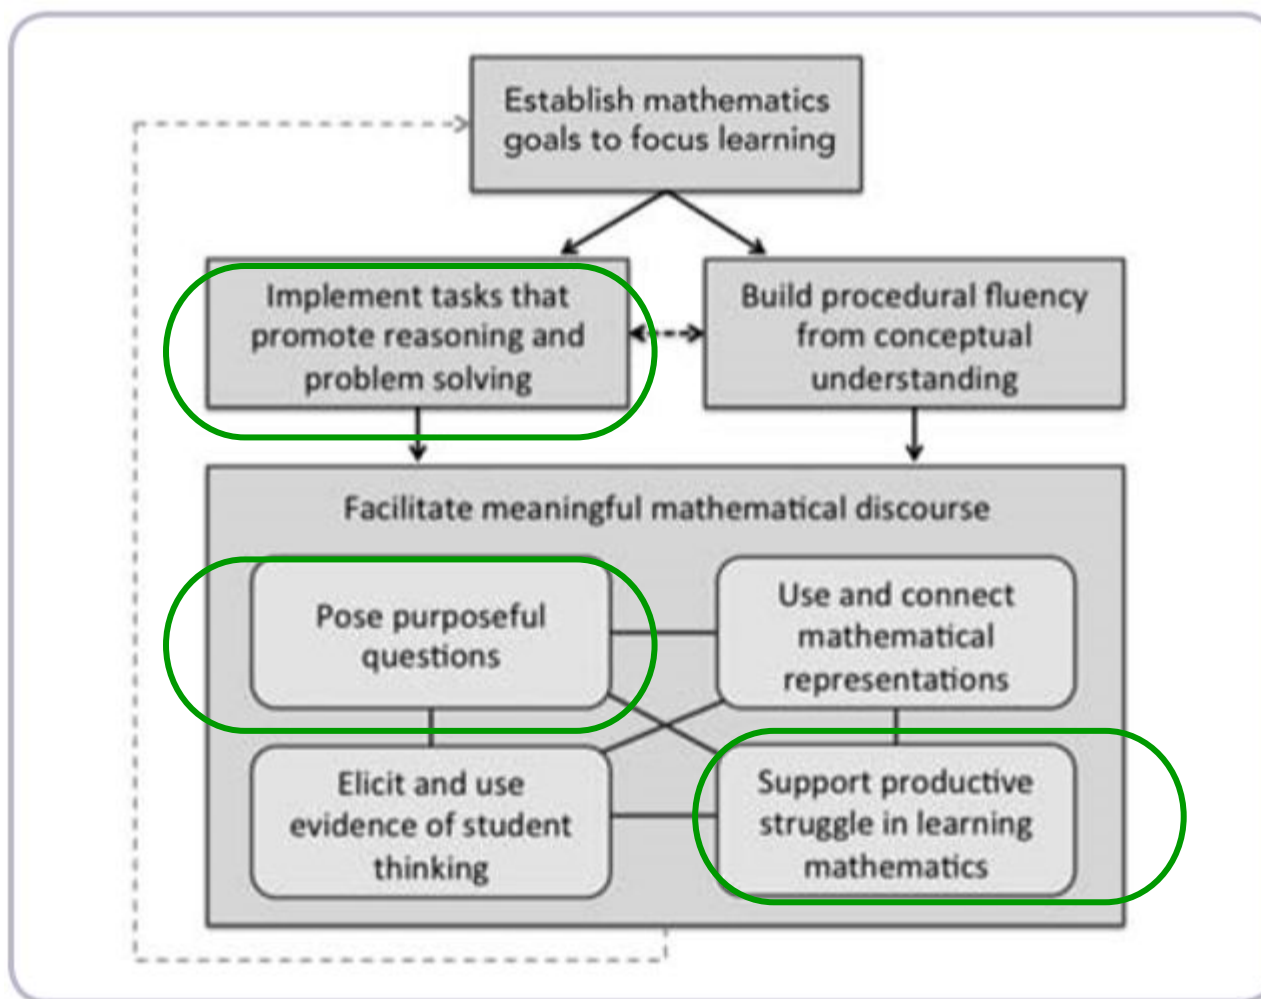 Establish mathematics
goals to focus learning
Implement tasks that
promote reasoning and
problem solving
Build procedural fluency
from conceptual
understanding
Facilitate meaningful mathematical discourse
Pose purposeful
questions
Use and connect
mathematical
representations
Elicit and use
evidence of student
thinking
Support productive
struggle in learning
mathematics